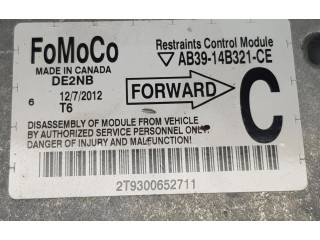 FoMoCo
MADE IN CANADA
DE2NB
Restraints Control Module
AB39-14B321-CE
6 12/7/2012
T6
FORWARD
C
DISASSEMBLY OF MODULE FROM VEHICLE
BY AUTHORIZED SERVICE PERSONNEL ONLY.
DANGER OF INJURY AND MALFUNCTION!
2T9300652711